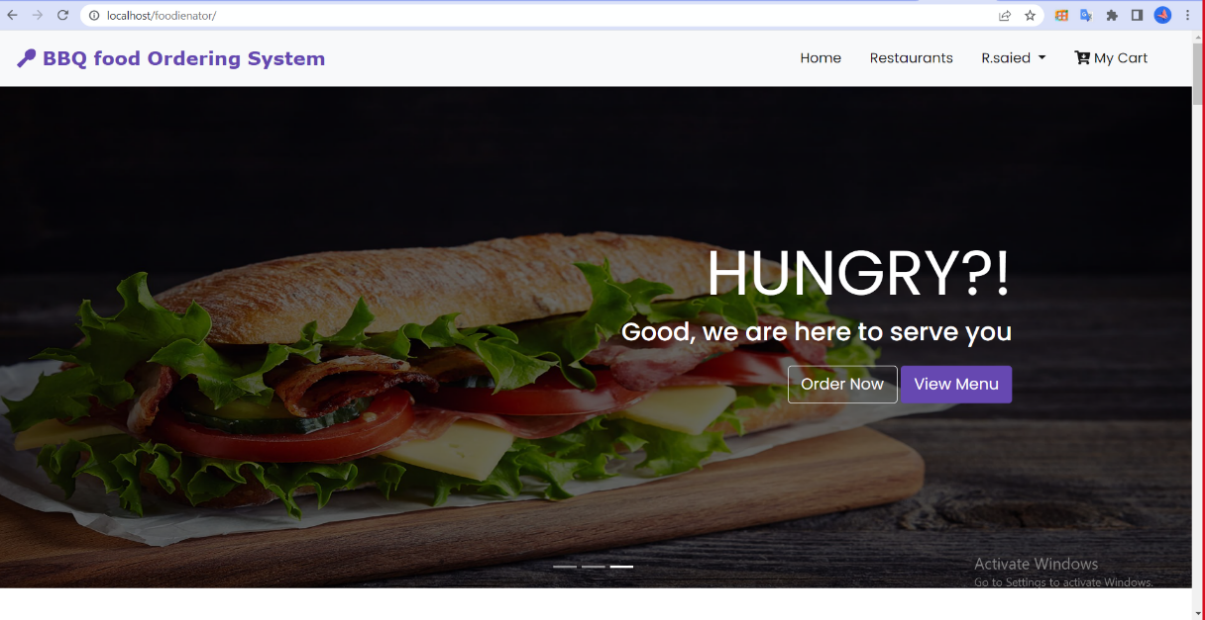 localhost/foodienator/
BBQ food Ordering System
Home Restaurants R.saied My Cart
HUNGRY?!
Good, we are here to serve you
Order Now View Menu
Activate Windows
Go to Settings to activate Windows.